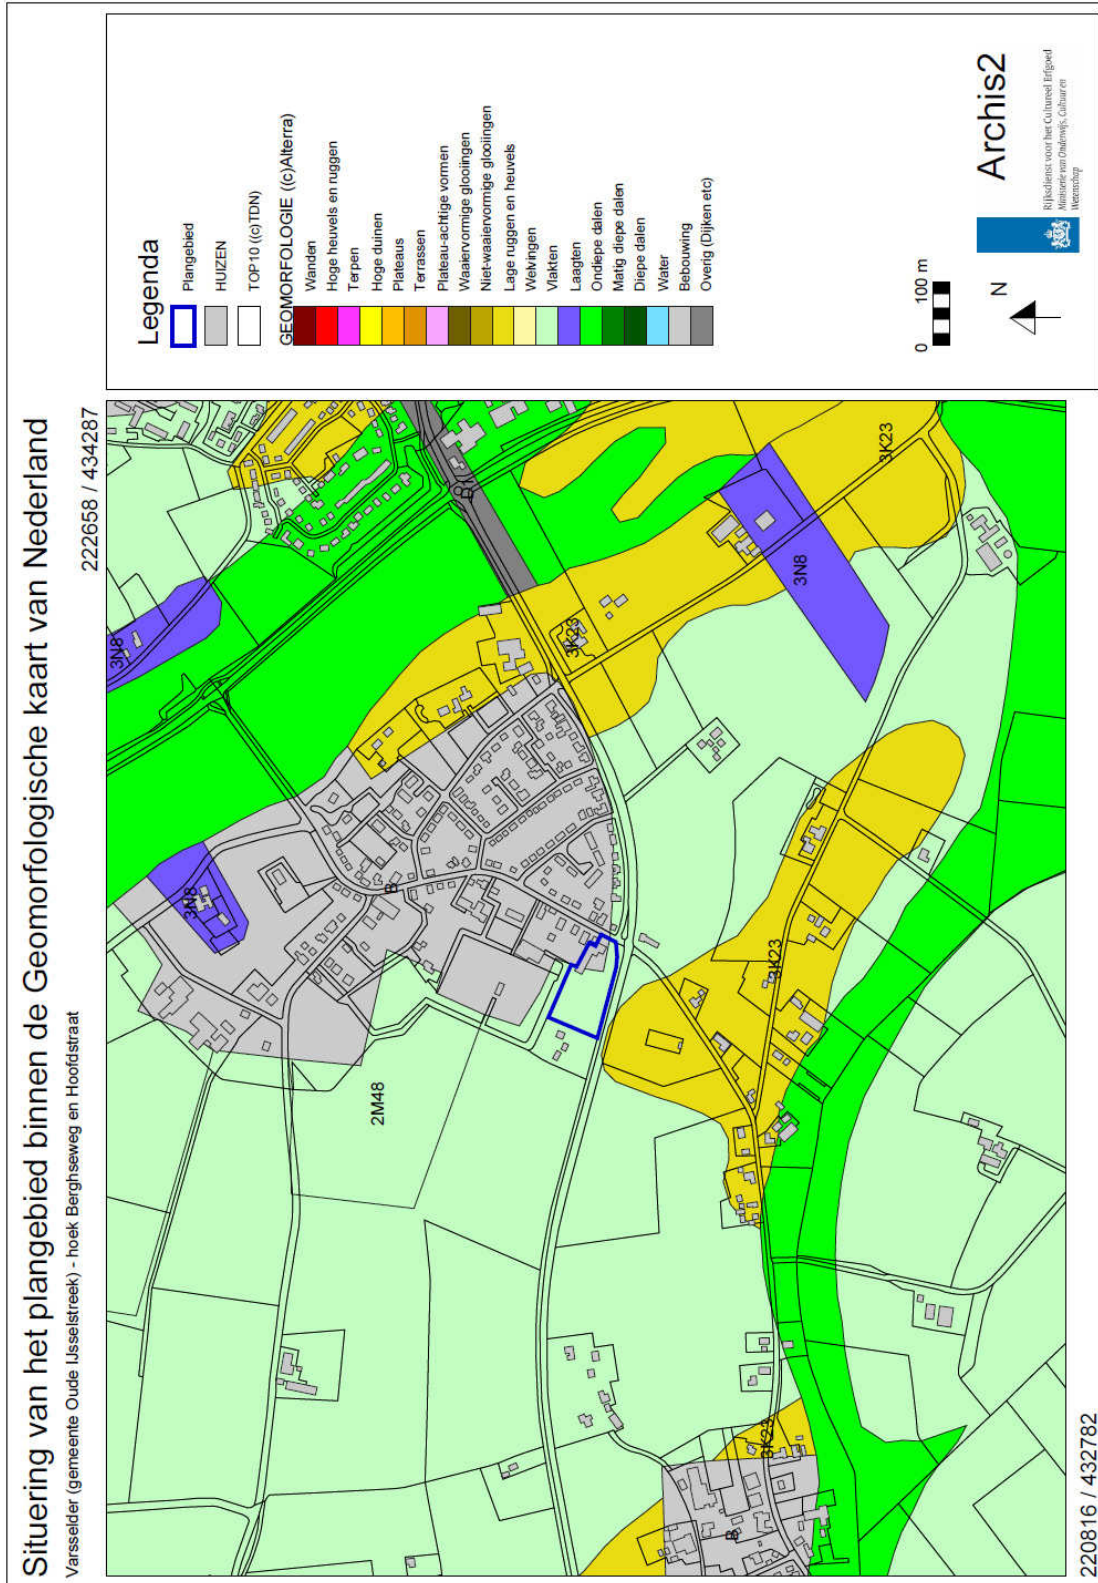 Situering van het plangebied binnen de Geomorfologische kaart van Nederland
Varsselder (gemeente Oude IJsselstreek) - hoek Berghseweg en Hoofdstraat
222658 / 434287
3N8
3N8
B
2M48
D1
3K23
3K23
3N8
3K23
3K23
B
220816 / 432782
Legenda
Plangebied
HUIZEN
TOP10 ((c)TDN)
GEOMORFOLOGIE ((c)Alterra)
Wanden
Hoge heuvels en ruggen
Terpen
Hoge duinen
Plateaus
Terrassen
Plateau-achtige vormen
Waaiervormige glooiingen
Niet-waaiervormige glooiingen
Lage ruggen en heuvels
Welvingen
Vlakten
Laagten
Ondiepe dalen
Matig diepe dalen
Diepe dalen
Water
Bebouwing
Overig (Dijken etc)
0 100 m
N
Archis2
Rijksdienst voor het Cultureel Erfgoed
Ministerie van Onderwijs, Cultuur en
Wetenschap